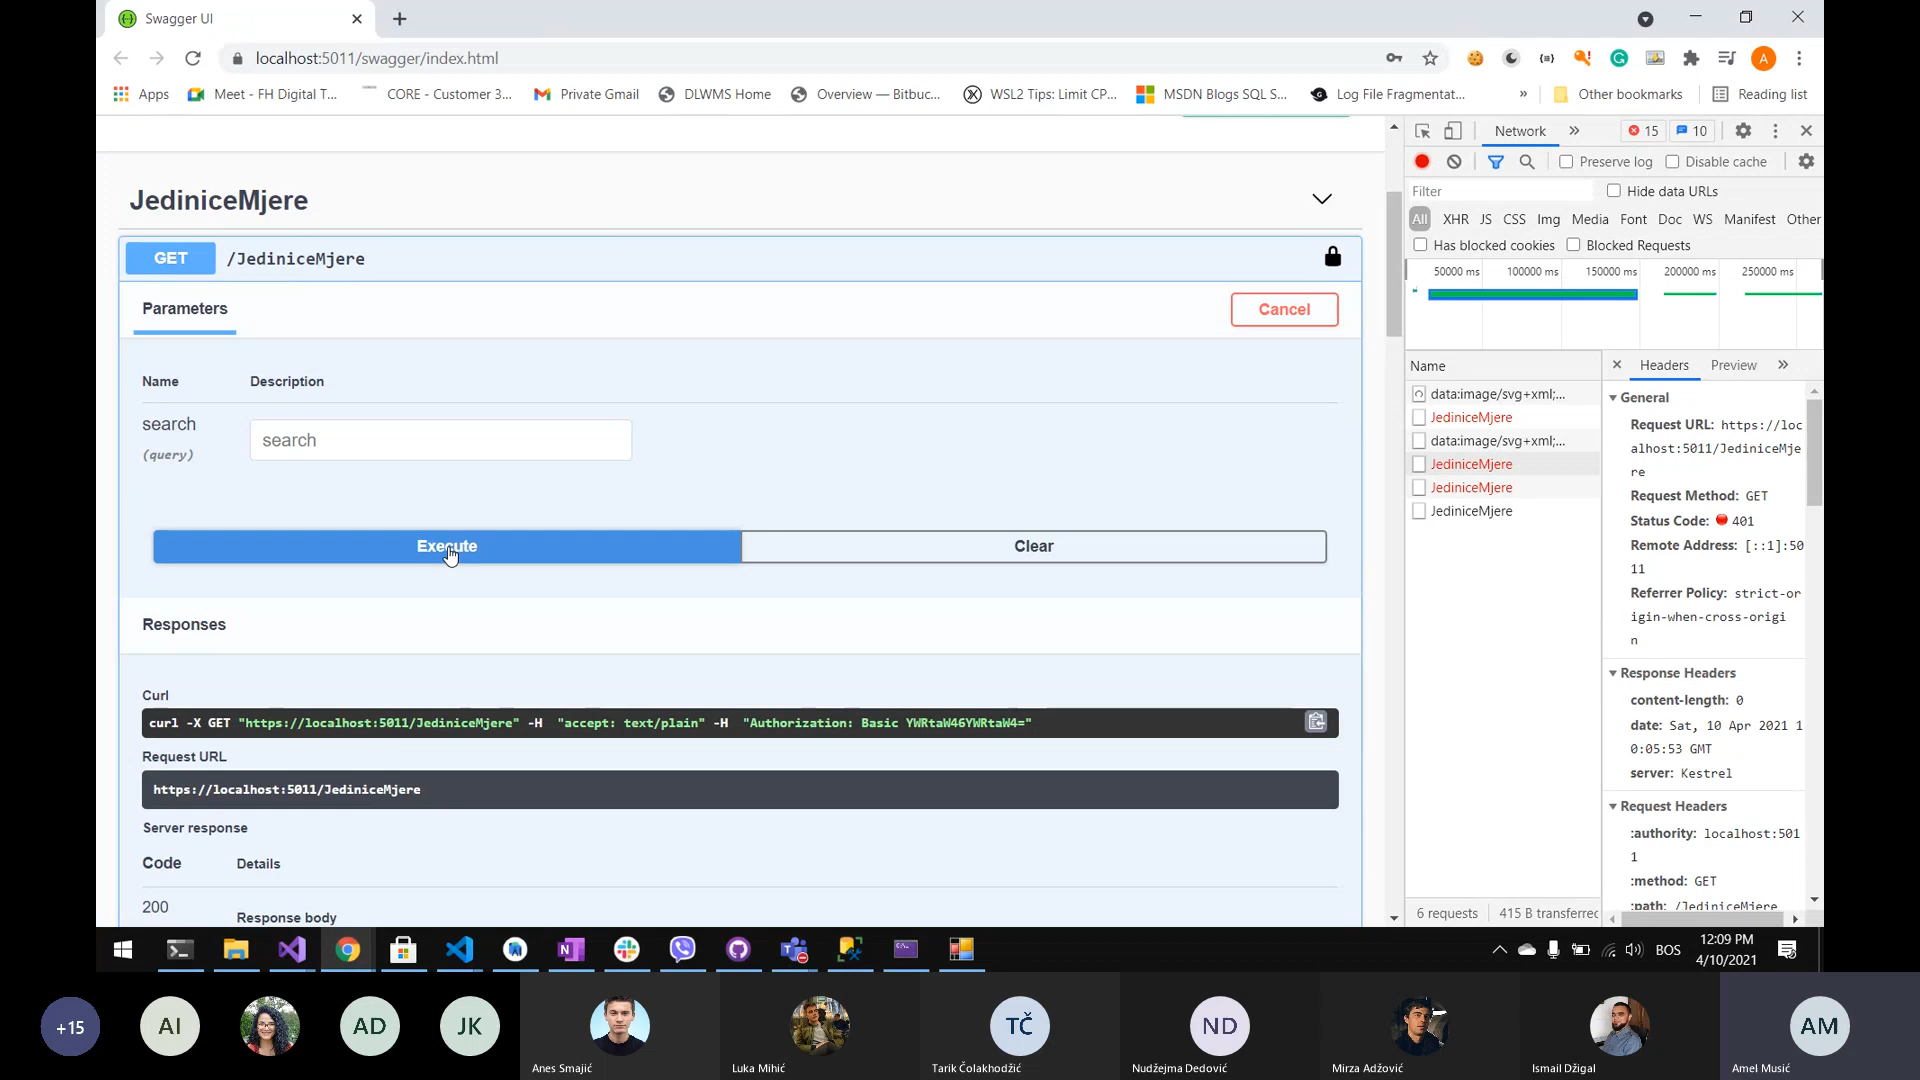 Swagger UI
localhost:5011/swagger/index.html
A
Apps
Meet - FH Digital T...
CORE - Customer 3...
Private Gmail
DLWMS Home
Overview — Bitbuc...
WSL2 Tips: Limit CP...
MSDN Blogs SQL S...
Log File Fragmentat...
»
Other bookmarks
Reading list
JediniceMjere
GET /JediniceMjere
Parameters
Cancel
Name
Description
search
(query)
search
Execute
Clear
Responses
Curl
curl -X GET "https://localhost:5011/JediniceMjere" -H "accept: text/plain" -H "Authorization: Basic YWRtaW46YWRtaW4="
Request URL
https://localhost:5011/JediniceMjere
Server response
Code
Details
200
Response body
Network
»
15
10
Preserve log
Disable cache
Filter
Hide data URLs
All XHR JS CSS Img Media Font Doc WS Manifest Other
Has blocked cookies
Blocked Requests
50000 ms
100000 ms
150000 ms
200000 ms
250000 ms
Name
data:image/svg+xml;...
JediniceMjere
data:image/svg+xml;...
JediniceMjere
JediniceMjere
JediniceMjere
6 requests
415 B transferred
Headers
Preview
»
General
Request URL: https://loc
alhost:5011/JediniceMje
re
Request Method: GET
Status Code: 401
Remote Address: [::1]:50
11
Referrer Policy: strict-or
igin-when-cross-origi
n
Response Headers
content-length: 0
date: Sat, 10 Apr 2021 1
0:05:53 GMT
server: Kestrel
Request Headers
:authority: localhost:501
1
:method: GET
:path: /JediniceMjere
BOS
12:09 PM
4/10/2021
+15
AI
AD
JK
Anes Smajić
Luka Mihić
TČ
Tarik Čolakhodžić
ND
Nudžejma Dedović
Mirza Adžović
Ismail Džigal
AM
Amel Musić